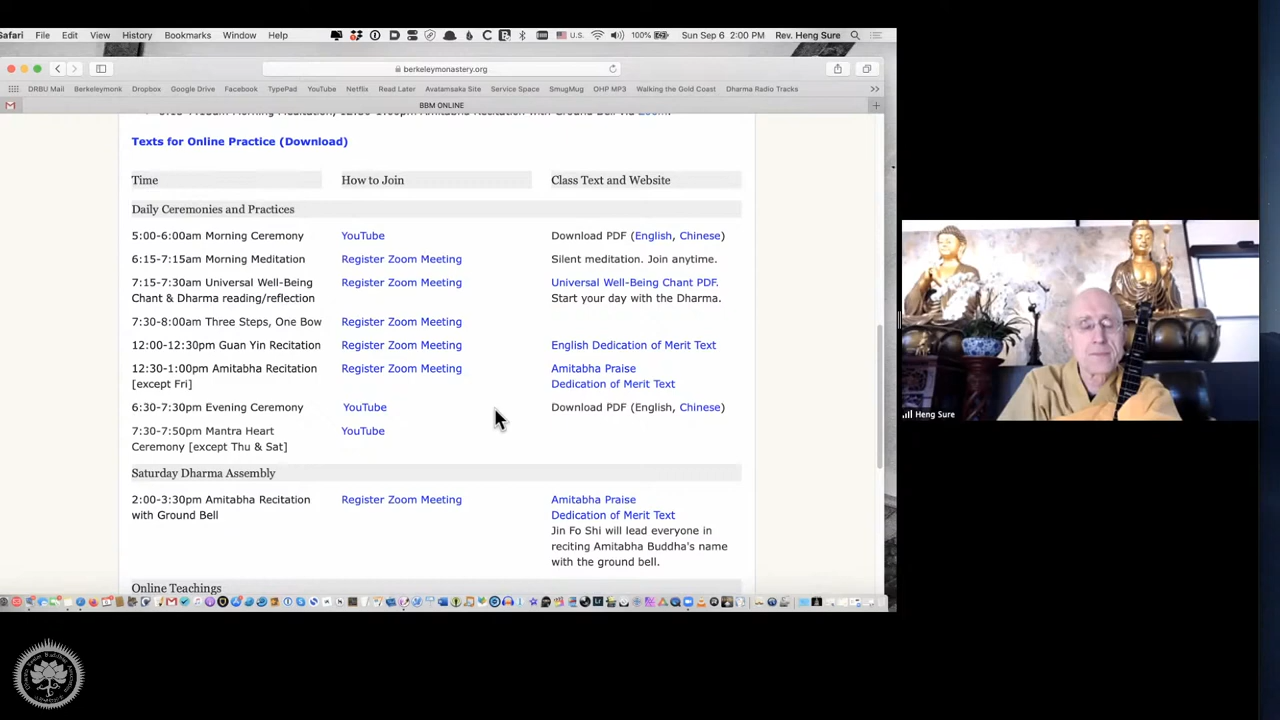 Safari File Edit View History Bookmarks Window Help U.S. 100% Sun Sep 6 2:00 PM Rev. Heng Sure
berkeleymonastery.org
DRBU Mail Berkeleymonk Dropbox Google Drive Facebook TypePad YouTube Netflix Read Later Avatamsaka Site Service Space SmugMug OHP MP3 Walking the Gold Coast Dharma Radio Tracks
BBM ONLINE
Texts for Online Practice (Download)
Time How to Join Class Text and Website
Daily Ceremonies and Practices
5:00-6:00am Morning Ceremony YouTube Download PDF (English, Chinese)
6:15-7:15am Morning Meditation Register Zoom Meeting Silent meditation. Join anytime.
7:15-7:30am Universal Well-Being Register Zoom Meeting Universal Well-Being Chant PDF.
Chant & Dharma reading/reflection Start your day with the Dharma.
7:30-8:00am Three Steps, One Bow Register Zoom Meeting
12:00-12:30pm Guan Yin Recitation Register Zoom Meeting English Dedication of Merit Text
12:30-1:00pm Amitabha Recitation Register Zoom Meeting Amitabha Praise
[except Fri] Dedication of Merit Text
6:30-7:30pm Evening Ceremony YouTube Download PDF (English, Chinese)
7:30-7:50pm Mantra Heart YouTube
Ceremony [except Thu & Sat]
Saturday Dharma Assembly
2:00-3:30pm Amitabha Recitation Register Zoom Meeting Amitabha Praise
with Ground Bell Dedication of Merit Text
Jin Fo Shi will lead everyone in
reciting Amitabha Buddha's name
with the ground bell.
Online Teachings
Heng Sure